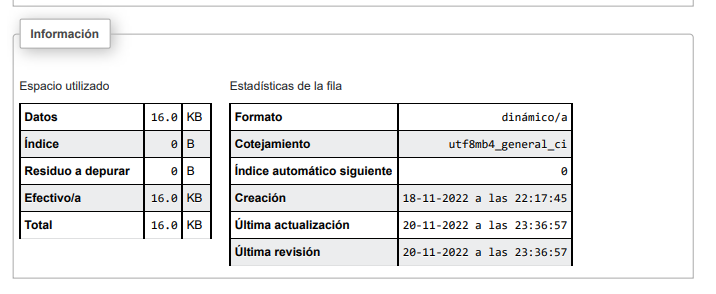 Información
Espacio utilizado
Datos 16.0 KB
Índice 0 B
Residuo a depurar 0 B
Efectivo/a 16.0 KB
Total 16.0 KB
Estadísticas de la fila
Formato dinámico/a
Cotejamiento utf8mb4_general_ci
Índice automático siguiente 0
Creación 18-11-2022 a las 22:17:45
Última actualización 20-11-2022 a las 23:36:57
Última revisión 20-11-2022 a las 23:36:57